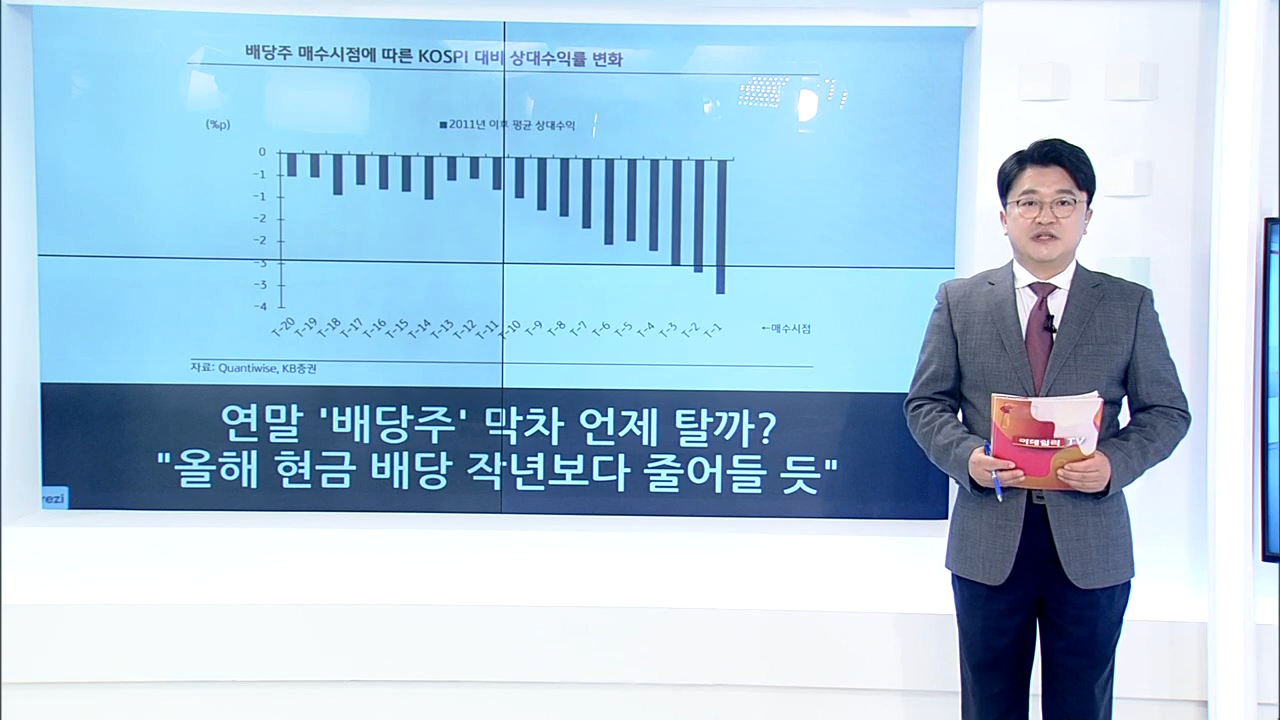 배당주 매수시점에 따른 KOSPI 대비 상대수익률 변화
(%p)
■2011년 이후 평균 상대수익
0
-1
-1
-2
-2
-3
-3
-4
T-20 T-19 T-18 T-17 T-16 T-15 T-14 T-13 T-12 T-11 T-10 T-9 T-8 T-7 T-6 T-5 T-4 T-3 T-2 T-1
←매수시점
자료: Quantiwise, KB증권
연말 '배당주' 막차 언제 탈까?
"올해 현금 배당 작년보다 줄어들 듯"
rezi
이데일리 TV